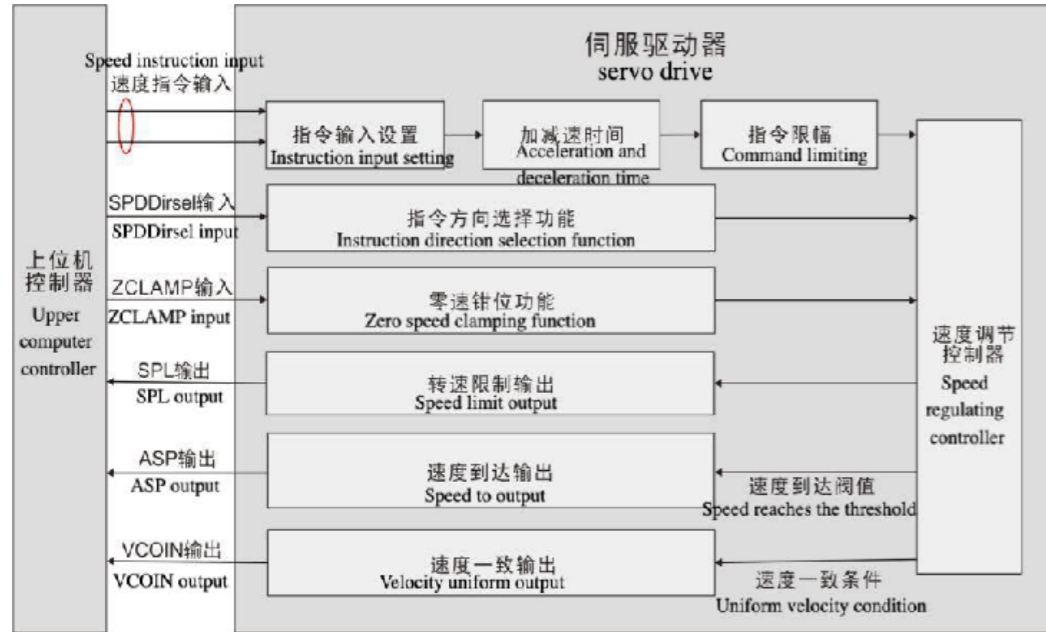 伺服驱动器
servo drive
Speed instruction input
速度指令输入
指令输入设置
Instruction input setting
加减速时间
Acceleration and
deceleration time
指令限幅
Command limiting
SPDDirsel输入
SPDDirsel input
指令方向选择功能
Instruction direction selection function
上位机
控制器
Upper
computer
controller
ZCLAMP输入
ZCLAMP input
零速钳位功能
Zero speed clamping function
速度调节
控制器
Speed
regulating
controller
SPL输出
SPL output
转速限制输出
Speed limit output
ASP输出
ASP output
速度到达输出
Speed to output
速度到达阀值
Speed reaches the threshold
VCOIN输出
VCOIN output
速度一致输出
Velocity uniform output
速度一致条件
Uniform velocity condition